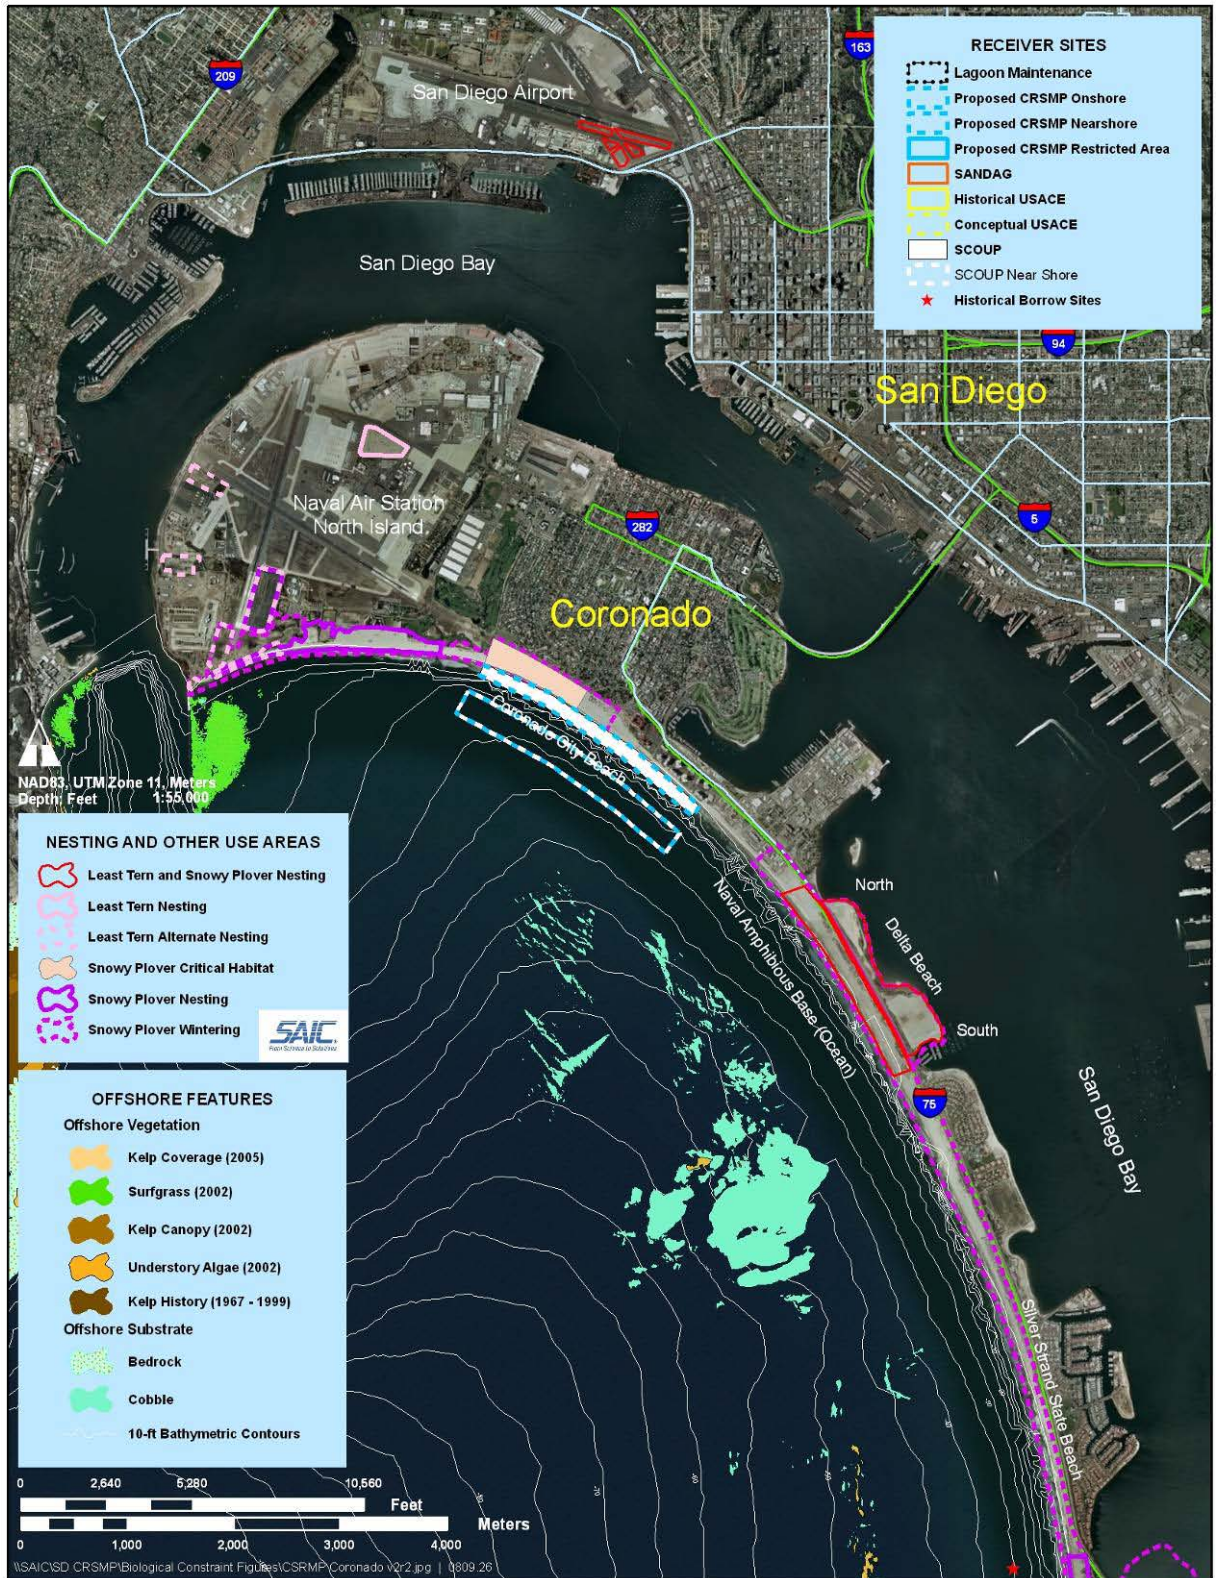 209
163
San Diego Airport
RECEIVER SITES
Lagoon Maintenance
Proposed CRSMP Onshore
Proposed CRSMP Nearshore
Proposed CRSMP Restricted Area
SANDAG
Historical USACE
Conceptual USACE
SCOUP
SCOUP Near Shore
Historical Borrow Sites
San Diego Bay
94
San Diego
Naval Air Station
North Island
282
5
Coronado
Coronado City Beach
NAD83, UTM Zone 11, Meters
Depth; Feet 1:55,000
NESTING AND OTHER USE AREAS
Least Tern and Snowy Plover Nesting
Least Tern Nesting
Least Tern Alternate Nesting
Snowy Plover Critical Habitat
Snowy Plover Nesting
Snowy Plover Wintering
SAIC
From Science to Solutions
North
Delta Beach
South
Naval Amphibious Base (Ocean)
75
San Diego Bay
Silver Strand State Beach
OFFSHORE FEATURES
Offshore Vegetation
Kelp Coverage (2005)
Surfgrass (2002)
Kelp Canopy (2002)
Understory Algae (2002)
Kelp History (1967 - 1999)
Offshore Substrate
Bedrock
Cobble
10-ft Bathymetric Contours
-70
-60
-50
0 2,640 5,280 10,560
Feet
Meters
0 1,000 2,000 3,000 4,000
\\SAIC\SD CRSMP\Biological Constraint Figures\CSRMP Coronado v2r2.jpg | 0809.26